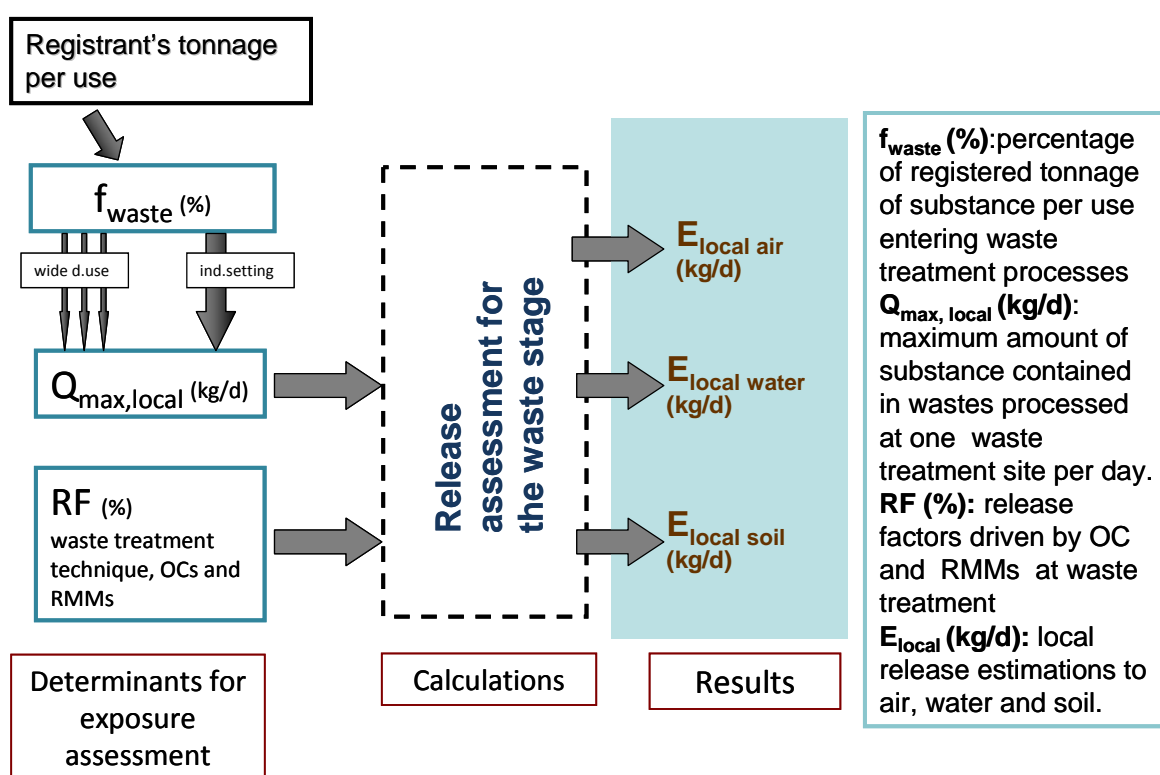 Registrant's tonnage
per use
f waste (%)
wide d.use
ind.setting
Q max,local (kg/d)
RF (%)
waste treatment
technique, OCs and
RMMs
Determinants for
exposure
assessment
Release
assessment for
the waste stage
Calculations
E local air
(kg/d)
E local water
(kg/d)
E local soil
(kg/d)
Results
f waste (%):percentage
of registered tonnage
of substance per use
entering waste
treatment processes
Q max, local (kg/d):
maximum amount of
substance contained
in wastes processed
at one waste
treatment site per day.
RF (%): release
factors driven by OC
and RMMs at waste
treatment
E local (kg/d): local
release estimations to
air, water and soil.